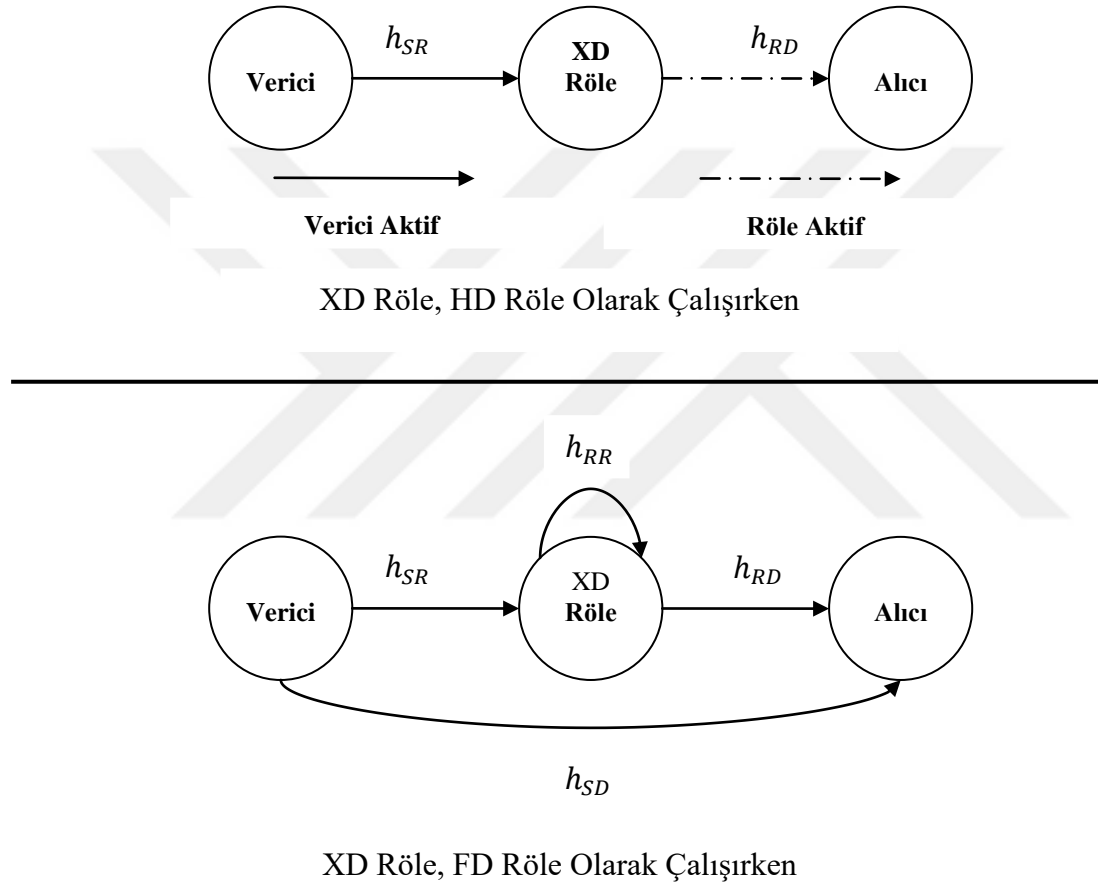 h_SR
h_RD
Verici
XD
Röle
Alıcı
Verici Aktif
Röle Aktif
XD Röle, HD Röle Olarak Çalışırken
h_RR
h_SR
h_RD
Verici
XD
Röle
Alıcı
h_SD
XD Röle, FD Röle Olarak Çalışırken